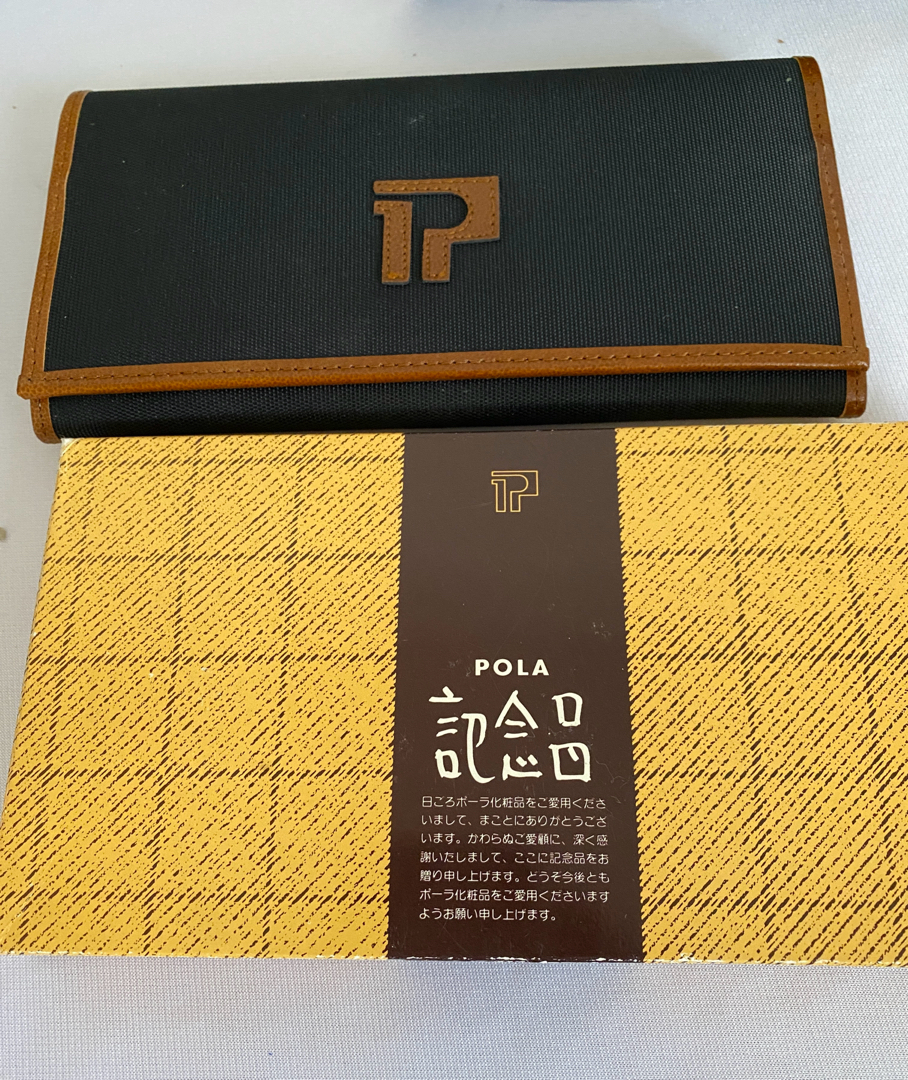 POLA
記念品
日ごろポーラ化粧品をご愛用くださ
いまして、まことにありがとうござ
います。かわらぬご愛顧に、深く感
謝いたしまして、ここに記念品をお
贈り申し上げます。どうぞ今後とも
ポーラ化粧品をご愛用くださいます
ようお願い申し上げます。